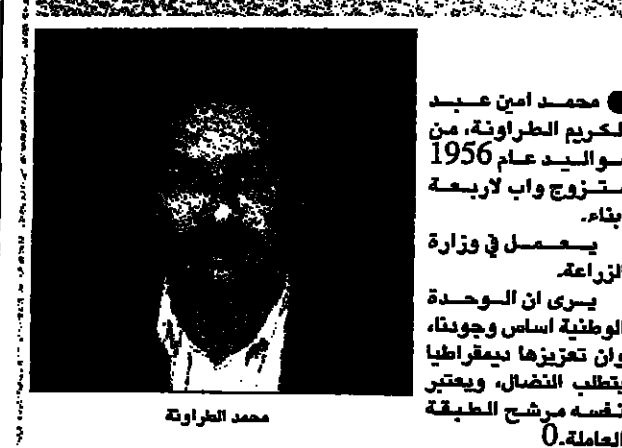 ● محمد امين عبد
الكريم الطراونة، من
مواليد عام 1956
متزوج واب لاربعة
ابناء.
يعمل في وزارة
الزراعة.
يرى ان الوحدة
الوطنية اساس وجودنا،
وان تعزيزها ديمقراطيا
يتطلب النضال، ويعتبر
نفسه مرشح الطبقة
العاملة.0
محمد الطراونة